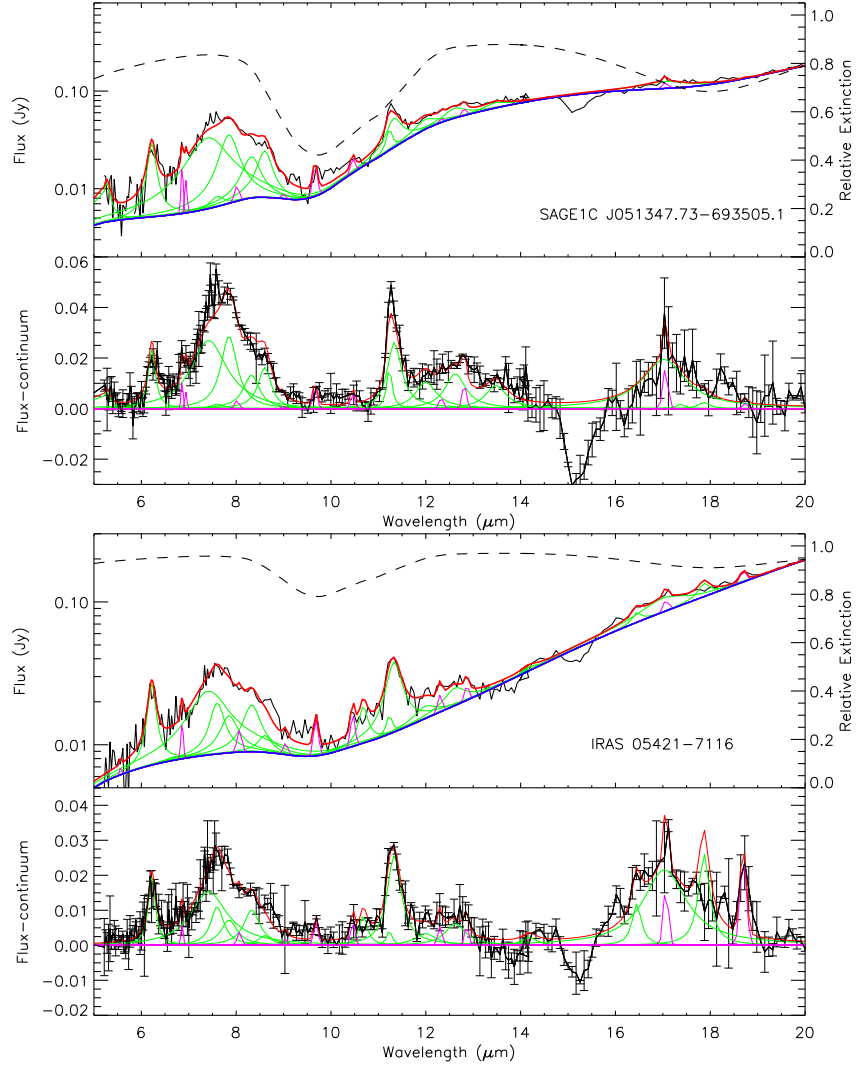 0.10
0.01
Flux (Jy)
1.0
0.8
0.6
0.4
0.2
0.0
Relative Extinction
SAGE1C J051347.73−693505.1
0.06
0.04
0.02
0.00
−0.02
Flux−continuum
6 8 10 12 14 16 18 20
Wavelength (μm)
0.10
0.01
Flux (Jy)
1.0
0.8
0.6
0.4
0.2
0.0
Relative Extinction
IRAS 05421−7116
0.04
0.03
0.02
0.01
0.00
−0.01
−0.02
Flux−continuum
6 8 10 12 14 16 18 20
Wavelength (μm)